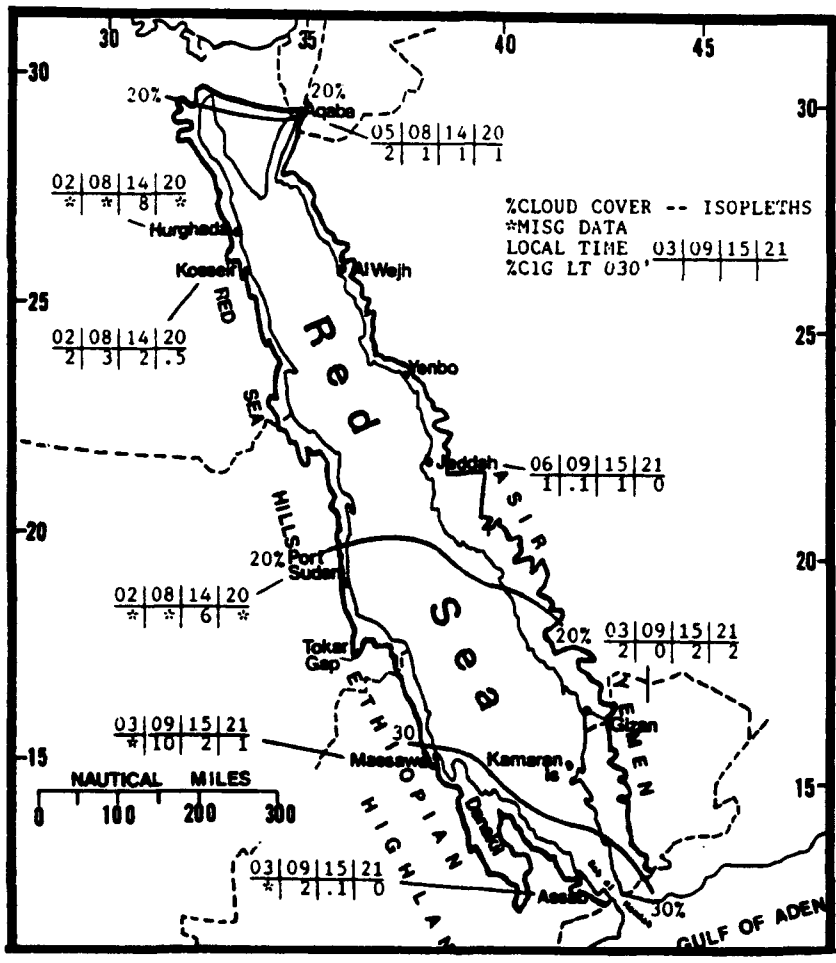 30 35 40 45
30
30
20%
20%
Aqaba
05|08|14|20
2| 1| 1| 1
02|08|14|20
*| *| 8| *
Hurghada
%CLOUD COVER -- ISOPLETHS
*MISG DATA
LOCAL TIME 03|09|15|21
%CIG LT 030'
Kosseir
Al Wejh
RED
25
25
Red
02|08|14|20
2| 3| 2|.5
Yenbo
SEA
Jeddah
06|09|15|21
1|.1| 1| 0
ASIR
HILLS
20
20
20% Port
Sudan
02|08|14|20
*| *| 6| *
Sea
20%
03|09|15|21
2| 0| 2| 2
Tokar
Gap
YEMEN
Gizan
ETHIOPIAN
03|09|15|21
*|10| 2| 1
30
Massawa
Kamaran
Is
15
15
NAUTICAL MILES
0 100 200 300
HIGHLAN
Danakil
03|09|15|21
*| 2|.1| 0
Assab
30%
GULF OF ADEN